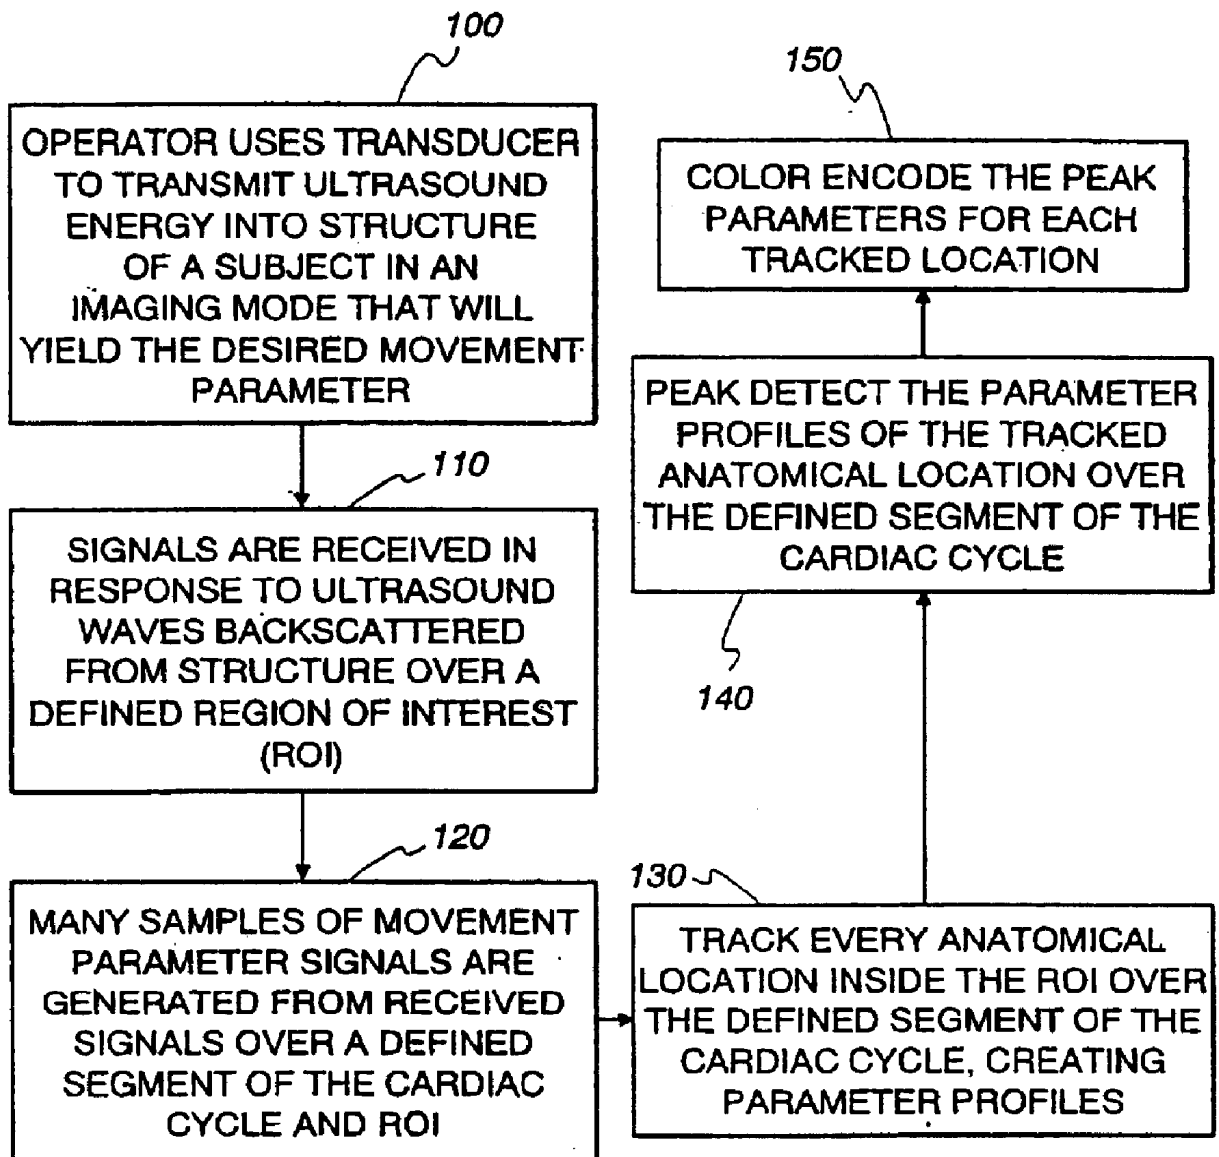 100
OPERATOR USES TRANSDUCER
TO TRANSMIT ULTRASOUND
ENERGY INTO STRUCTURE
OF A SUBJECT IN AN
IMAGING MODE THAT WILL
YIELD THE DESIRED MOVEMENT
PARAMETER
110
SIGNALS ARE RECEIVED IN
RESPONSE TO ULTRASOUND
WAVES BACKSCATTERED
FROM STRUCTURE OVER A
DEFINED REGION OF INTEREST
(ROI)
120
MANY SAMPLES OF MOVEMENT
PARAMETER SIGNALS ARE
GENERATED FROM RECEIVED
SIGNALS OVER A DEFINED
SEGMENT OF THE CARDIAC
CYCLE AND ROI
130
TRACK EVERY ANATOMICAL
LOCATION INSIDE THE ROI OVER
THE DEFINED SEGMENT OF THE
CARDIAC CYCLE, CREATING
PARAMETER PROFILES
PEAK DETECT THE PARAMETER
PROFILES OF THE TRACKED
ANATOMICAL LOCATION OVER
THE DEFINED SEGMENT OF THE
CARDIAC CYCLE
140
150
COLOR ENCODE THE PEAK
PARAMETERS FOR EACH
TRACKED LOCATION